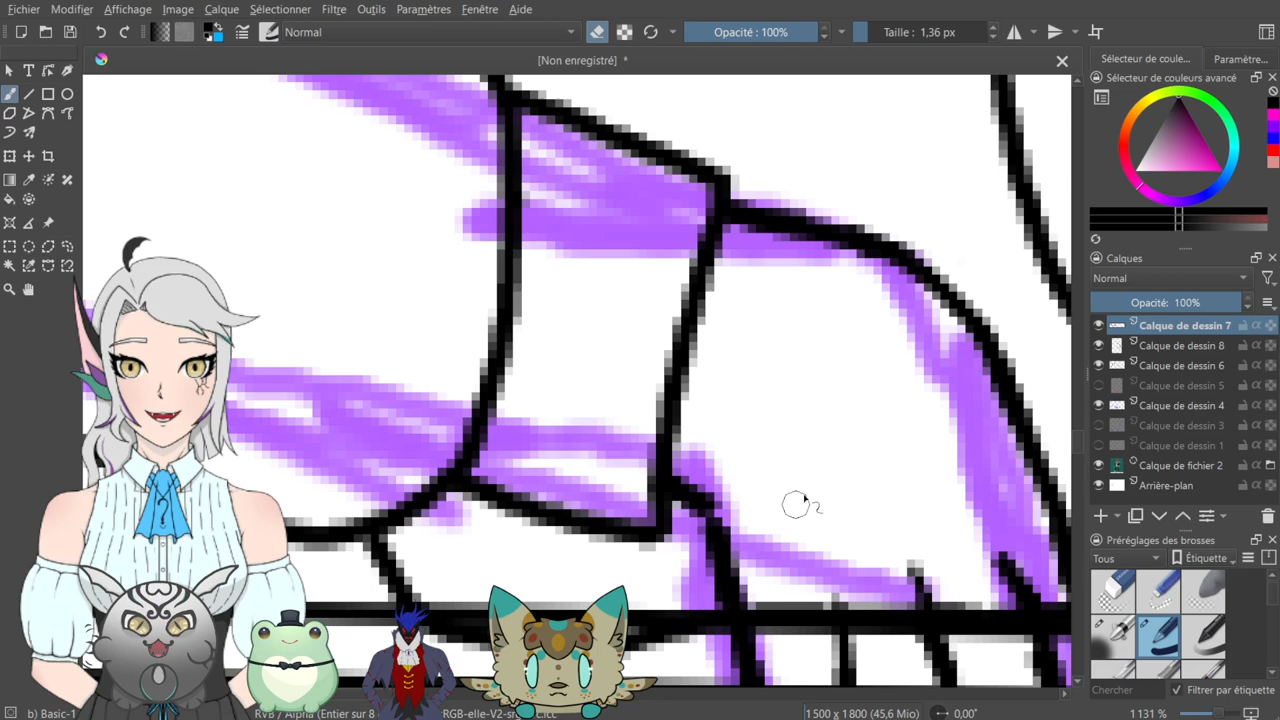 Fichier Modifier Affichage Image Calque Sélectionner Filtre Outils Paramètres Fenêtre Aide
Normal Opacité : 100% Taille : 1,36 px
[Non enregistré] * Sélecteur de coule... Paramètre...
Sélecteur de couleurs avancé
Calques
Normal
Opacité: 100%
Calque de dessin 7
Calque de dessin 8
Calque de dessin 6
Calque de dessin 5
Calque de dessin 4
Calque de dessin 3
Calque de dessin 1
Calque de fichier 2
Arrière-plan
Préréglages des brosses
Tous Étiquette
Chercher Filtrer par étiquette
b) Basic-1 RVB / Alpha (Entier sur 8 RGB-elle-V2-sr 1 500 x 1 800 (45,6 Mio) 0,00° 1 131 %